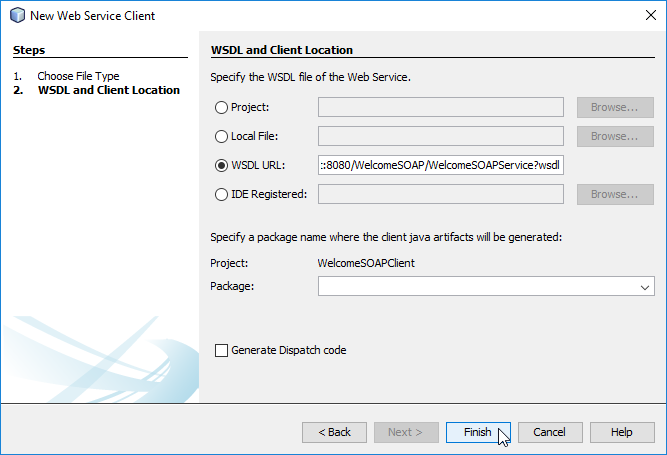 New Web Service Client
Steps
1. Choose File Type
2. WSDL and Client Location
WSDL and Client Location
Specify the WSDL file of the Web Service.
Project: Browse...
Local File: Browse...
WSDL URL: ::8080/WelcomeSOAP/WelcomeSOAPService?wsdl
IDE Registered: Browse...
Specify a package name where the client java artifacts will be generated:
Project: WelcomeSOAPClient
Package:
Generate Dispatch code
< Back Next > Finish Cancel Help